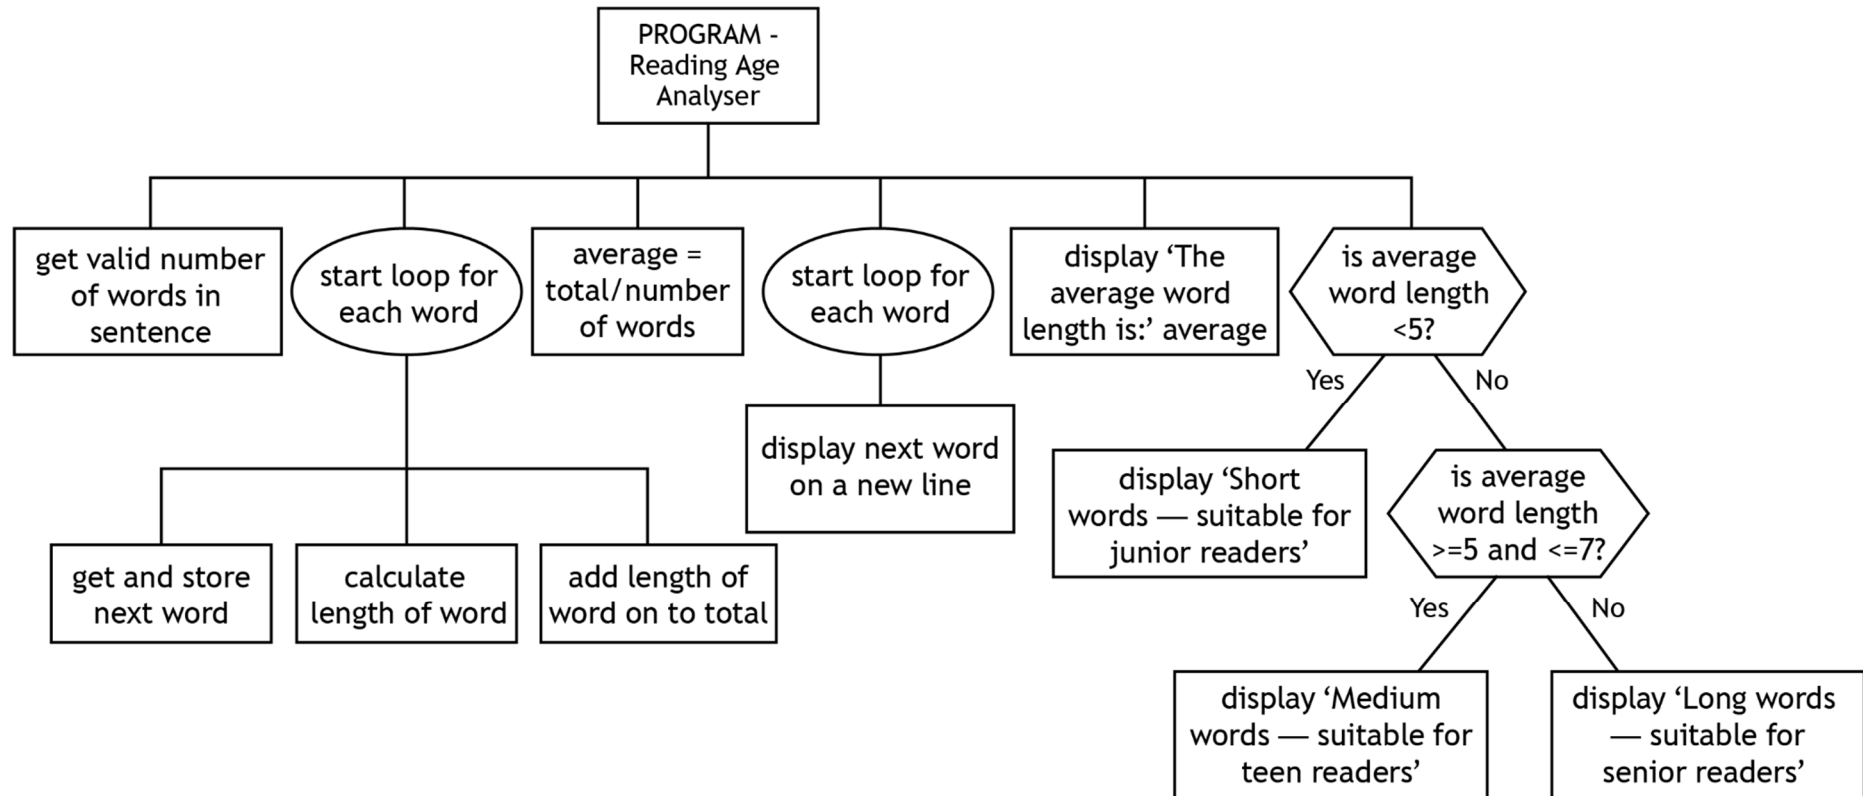 PROGRAM -
Reading Age
Analyser
get valid number
of words in
sentence
start loop for
each word
average =
total/number
of words
start loop for
each word
display ‘The
average word
length is:’ average
is average
word length
<5?
Yes
No
get and store
next word
calculate
length of word
add length of
word on to total
display next word
on a new line
display ‘Short
words — suitable for
junior readers’
is average
word length
>=5 and <=7?
Yes
No
display ‘Medium
words — suitable for
teen readers’
display ‘Long words
— suitable for
senior readers’